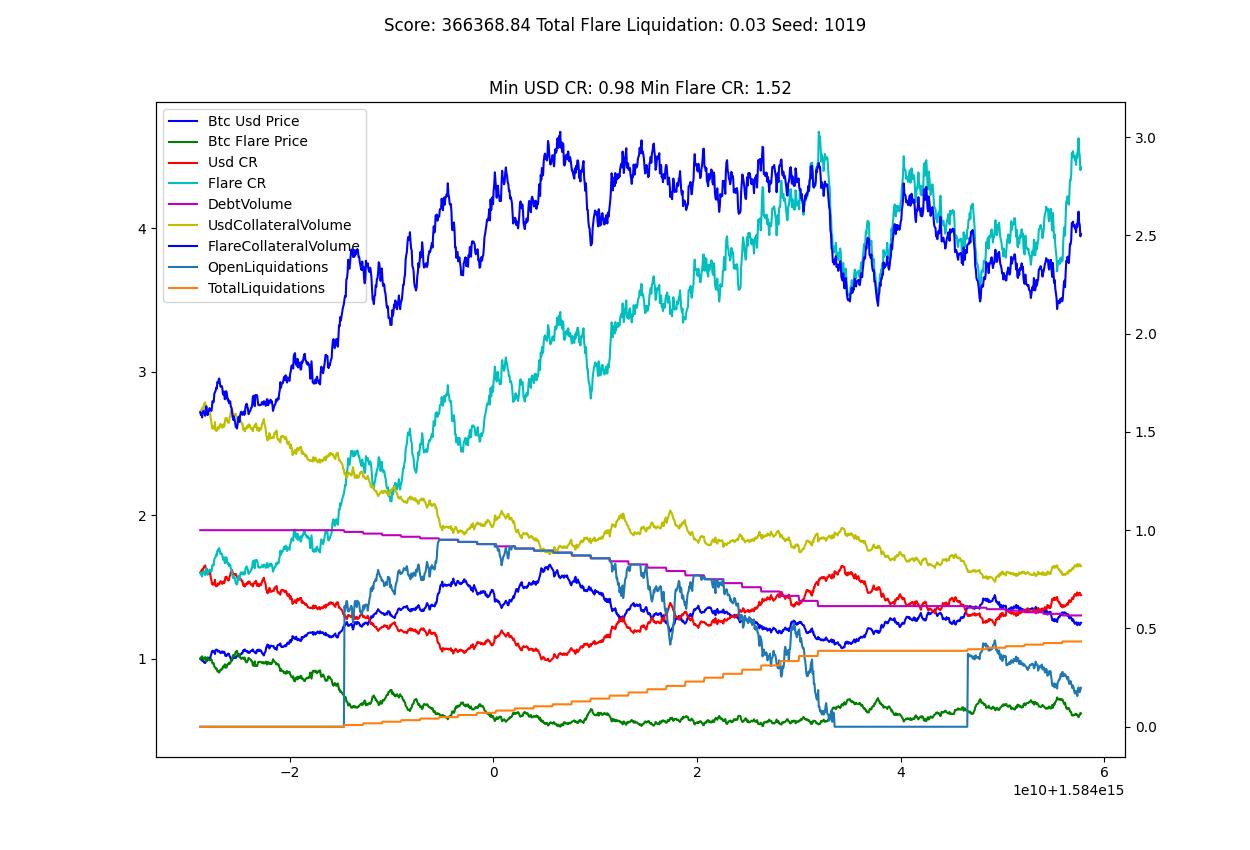 Score: 366368.84 Total Flare Liquidation: 0.03 Seed: 1019
Min USD CR: 0.98 Min Flare CR: 1.52
Btc Usd Price
Btc Flare Price
Usd CR
Flare CR
DebtVolume
UsdCollateralVolume
FlareCollateralVolume
OpenLiquidations
TotalLiquidations
4
3
2
1
3.0
2.5
2.0
1.5
1.0
0.5
0.0
−2 0 2 4 6
1e10+1.584e15